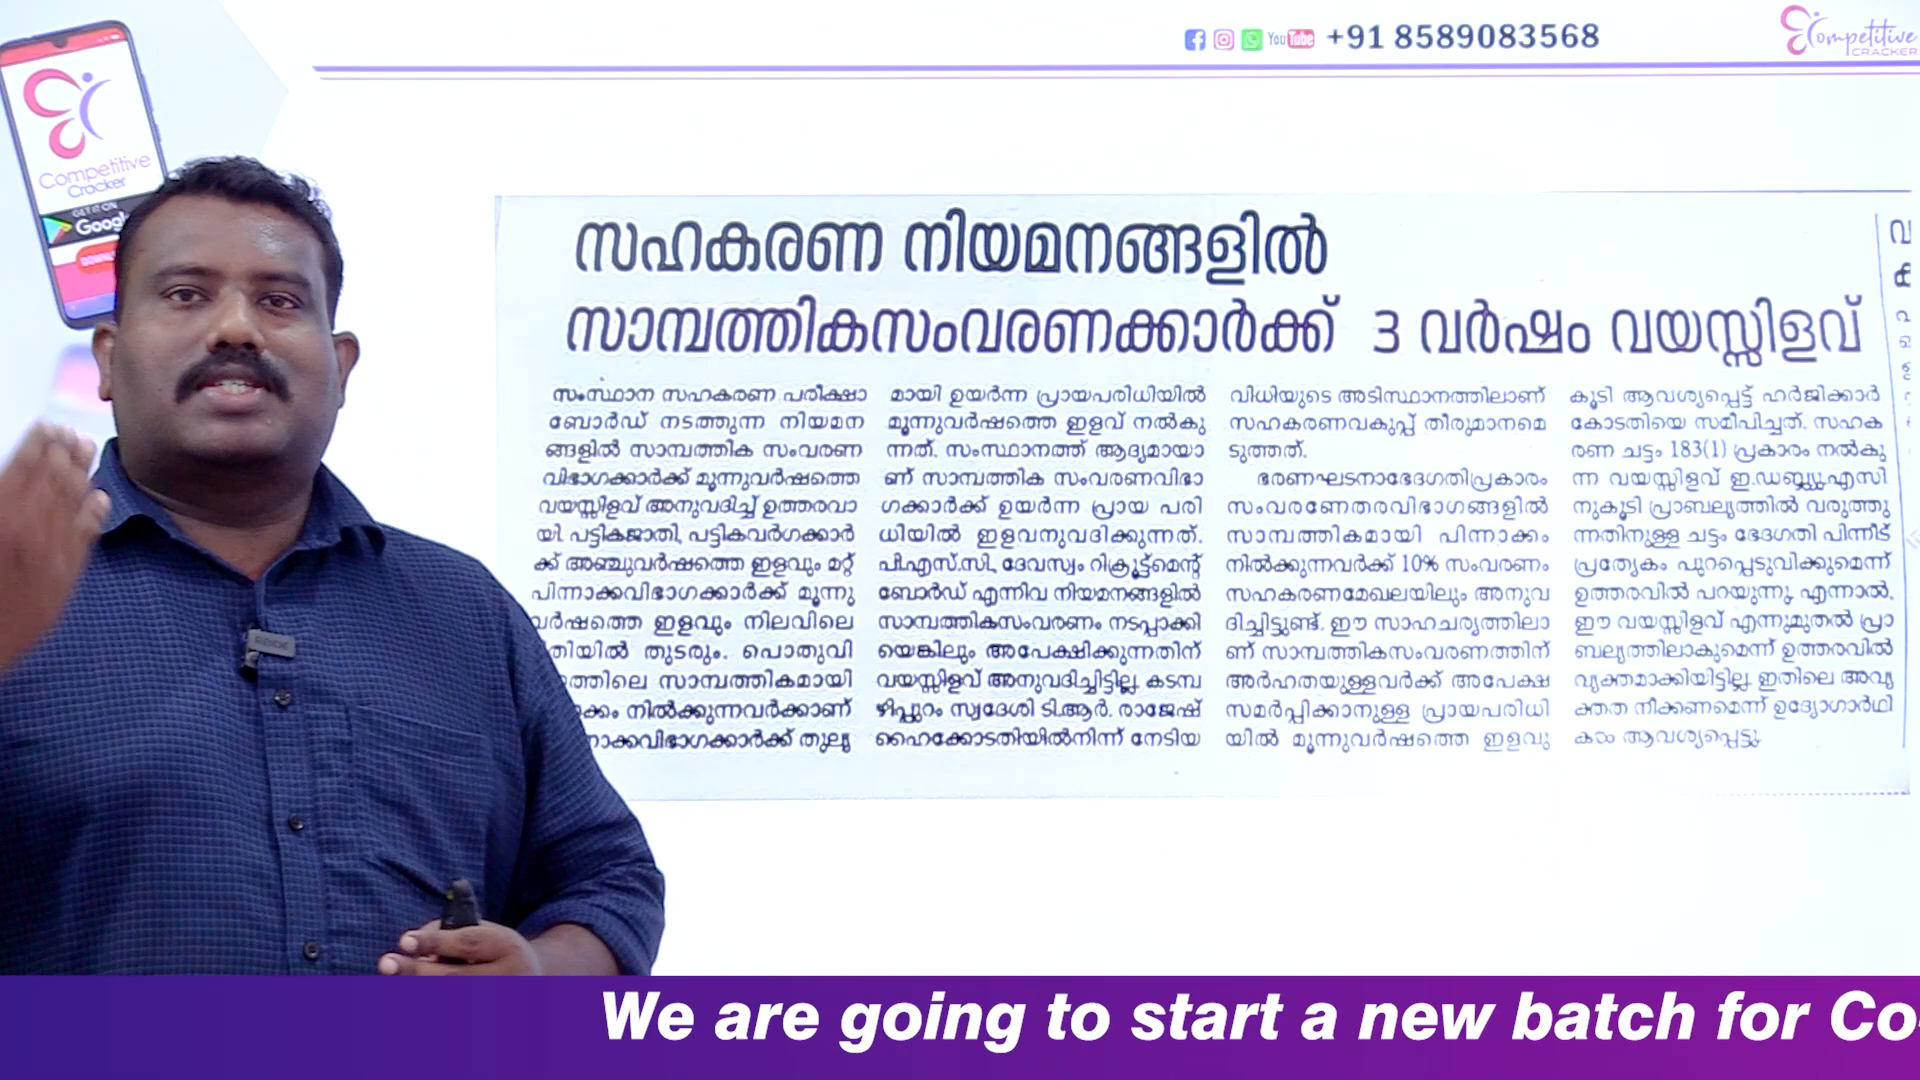 +91 8589083568
You Tube
Competitive
CRACKER
Competitive
Cracker
GET IT ON
സഹകരണ നിയമനങ്ങളിൽ
സാമ്പത്തികസംവരണക്കാർക്ക് 3 വർഷം വയസ്സിളവ്
സംസ്ഥാന സഹകരണ പരീക്ഷാ
ബോർഡ് നടത്തുന്ന നിയമന
ങ്ങളിൽ സാമ്പത്തിക സംവരണ
വിഭാഗക്കാർക്ക് മൂന്നുവർഷത്തെ
വയസ്സിളവ് അനുവദിച്ച് ഉത്തരവാ
യി. പട്ടികജാതി, പട്ടികവർഗക്കാർ
ക്ക് അഞ്ചുവർഷത്തെ ഇളവും മറ്റ്
പിന്നാക്കവിഭാഗക്കാർക്ക് മൂന്നു
വർഷത്തെ ഇളവും നിലവിലെ
തുടരും. പൊതുവി
സാമ്പത്തികമായി
നിൽക്കുന്നവർക്കാണ്
തുല്യ
മായി ഉയർന്ന പ്രായപരിധിയിൽ
മൂന്നുവർഷത്തെ ഇളവ് നൽകു
ന്നത്. സംസ്ഥാനത്ത് ആദ്യമായാ
ണ് സാമ്പത്തിക സംവരണവിഭാ
ഗക്കാർക്ക് ഉയർന്ന പ്രായ പരി
ധിയിൽ ഇളവനുവദിക്കുന്നത്.
പി.എസ്.സി., ദേവസ്വം റിക്രൂട്ട്മെന്റ്
ബോർഡ് എന്നിവ നിയമനങ്ങളിൽ
സാമ്പത്തികസംവരണം നടപ്പാക്കി
യെങ്കിലും അപേക്ഷിക്കുന്നതിന്
വയസ്സിളവ് അനുവദിച്ചിട്ടില്ല. കടമ്പ
ഴിപ്പുറം സ്വദേശി ടി.ആർ. രാജേഷ്
ഹൈക്കോടതിയിൽനിന്ന് നേടിയ
വിധിയുടെ അടിസ്ഥാനത്തിലാണ്
സഹകരണവകുപ്പ് തീരുമാനമെ
ടുത്തത്.
ഭരണഘടനാഭേദഗതിപ്രകാരം
സംവരണേതരവിഭാഗങ്ങളിൽ
സാമ്പത്തികമായി പിന്നാക്കം
നിൽക്കുന്നവർക്ക് 10% സംവരണം
സഹകരണമേഖലയിലും അനുവ
ദിച്ചിട്ടുണ്ട്. ഈ സാഹചര്യത്തിലാ
ണ് സാമ്പത്തികസംവരണത്തിന്
അർഹതയുള്ളവർക്ക് അപേക്ഷ
സമർപ്പിക്കാനുള്ള പ്രായപരിധി
യിൽ മൂന്നുവർഷത്തെ ഇളവു
കൂടി ആവശ്യപ്പെട്ട് ഹർജിക്കാർ
കോടതിയെ സമീപിച്ചത്. സഹക
രണ ചട്ടം 183(1) പ്രകാരം നൽകു
ന്ന വയസ്സിളവ് ഇ.ഡബ്ല്യുഎസി
നുകൂടി പ്രാബല്യത്തിൽ വരുത്തു
ന്നതിനുള്ള ചട്ടം ഭേദഗതി പിന്നീട്
പ്രത്യേകം പുറപ്പെടുവിക്കുമെന്ന്
ഉത്തരവിൽ പറയുന്നു. എന്നാൽ,
ഈ വയസ്സിളവ് എന്നുമുതൽ പ്രാ
ബല്യത്തിലാകുമെന്ന് ഉത്തരവിൽ
വ്യക്തമാക്കിയിട്ടില്ല. ഇതിലെ അവ്യ
ക്തത നീക്കണമെന്ന് ഉദ്യോഗാർഥി
കൾ ആവശ്യപ്പെട്ടു.
We are going to start a new batch for Co